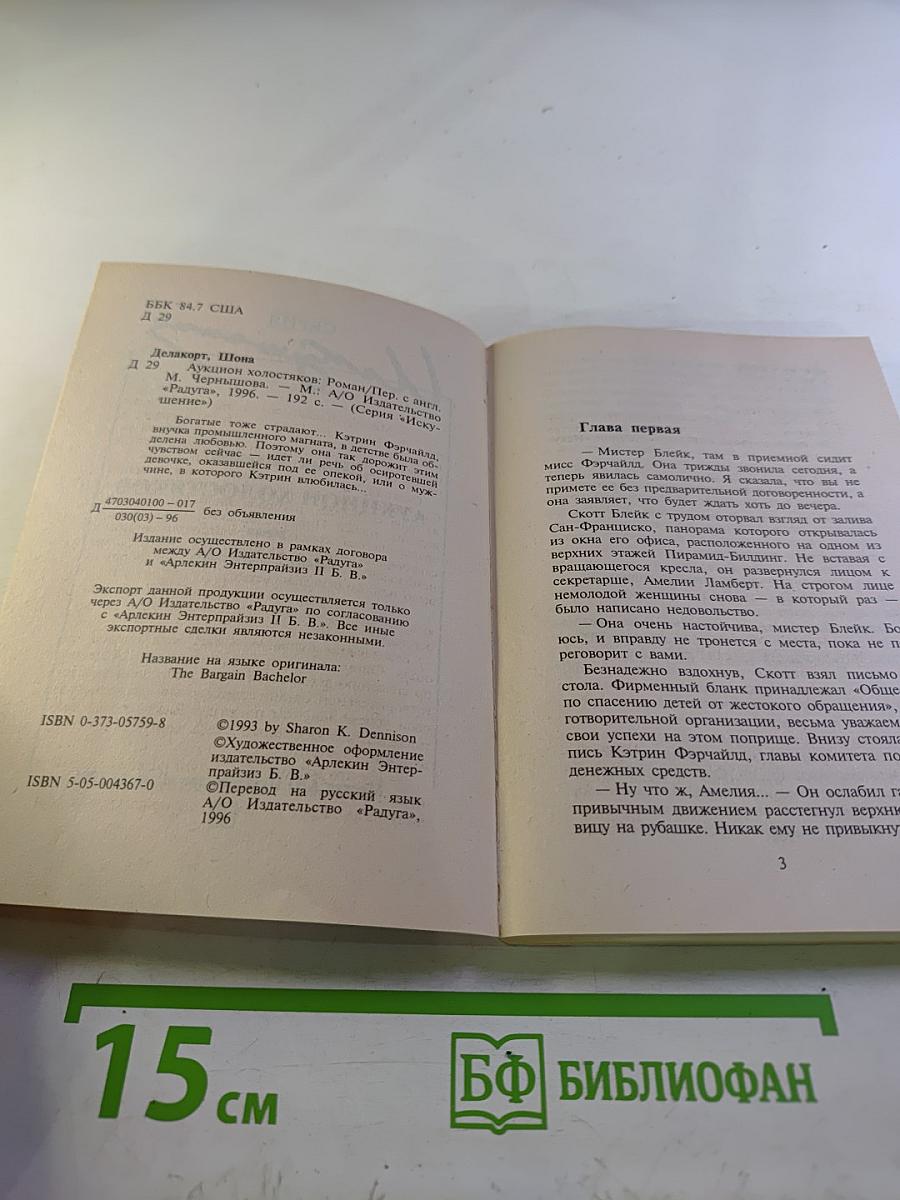 ББК 84.7 США
Д 29
Делакорт, Шона
Д 29 Аукцион холостяков: Роман/Пер. с англ.
М. Чернышова. — М.: А/О Издательство
«Радуга», 1996. — 192 с. — (Серия «Иску-
шение»)
Богатые тоже страдают... Кэтрин Фэрчайлд,
внучка промышленного магната, в детстве была об-
делена любовью. Поэтому она так дорожит этим
чувством сейчас — идет ли речь об осиротевшей
девочке, оказавшейся под ее опекой, или о муж-
чине, в которого Кэтрин влюбилась...
Д 4703040100 – 017
030(03) – 96 без объявления
Издание осуществлено в рамках договора
между А/О Издательство «Радуга»
и «Арлекин Энтерпрайзиз II Б. В.»
Экспорт данной продукции осуществляется только
через А/О Издательство «Радуга» по согласованию
с «Арлекин Энтерпрайзиз II Б. В». Все иные
экспортные сделки являются незаконными.
Название на языке оригинала:
The Bargain Bachelor
ISBN 0-373-05759-8
©1993 by Sharon K. Dennison
©Художественное оформление
издательство «Арлекин Энтер-
прайзиз Б. В.»
ISBN 5-05-004367-0
©Перевод на русский язык
А/О Издательство «Радуга»,
1996
Глава первая
— Мистер Блейк, там в приемной сидит
мисс Фэрчайлд. Она трижды звонила сегодня, а
теперь явилась самолично. Я сказала, что вы не
примете ее без предварительной договоренности, а
она заявляет, что будет ждать хоть до вечера.
Скотт Блейк с трудом оторвал взгляд от залива
Сан-Франциско, панорама которого открывалась
из окна его офиса, расположенного на одном из
верхних этажей Пирамид-Билдинг. Не вставая с
вращающегося кресла, он развернулся лицом к
секретарше, Амелии Ламберт. На строгом лице
немолодой женщины снова — в который раз —
было написано недовольство.
— Она очень настойчива, мистер Блейк. Бо
юсь, и вправду не тронется с места, пока не п
реговорит с вами.
Безнадежно вздохнув, Скотт взял письмо
стола. Фирменный бланк принадлежал «Обще
по спасению детей от жестокого обращения»,
готворительной организации, весьма уважаем
свои успехи на этом поприще. Внизу стояла
пись Кэтрин Фэрчайлд, главы комитета по
денежных средств.
— Ну что ж, Амелия... — Он ослабил га
привычным движением расстегнул верхню
вицу на рубашке. Никак ему не привыкну
3
15 см
БФ БИБЛИОФАН